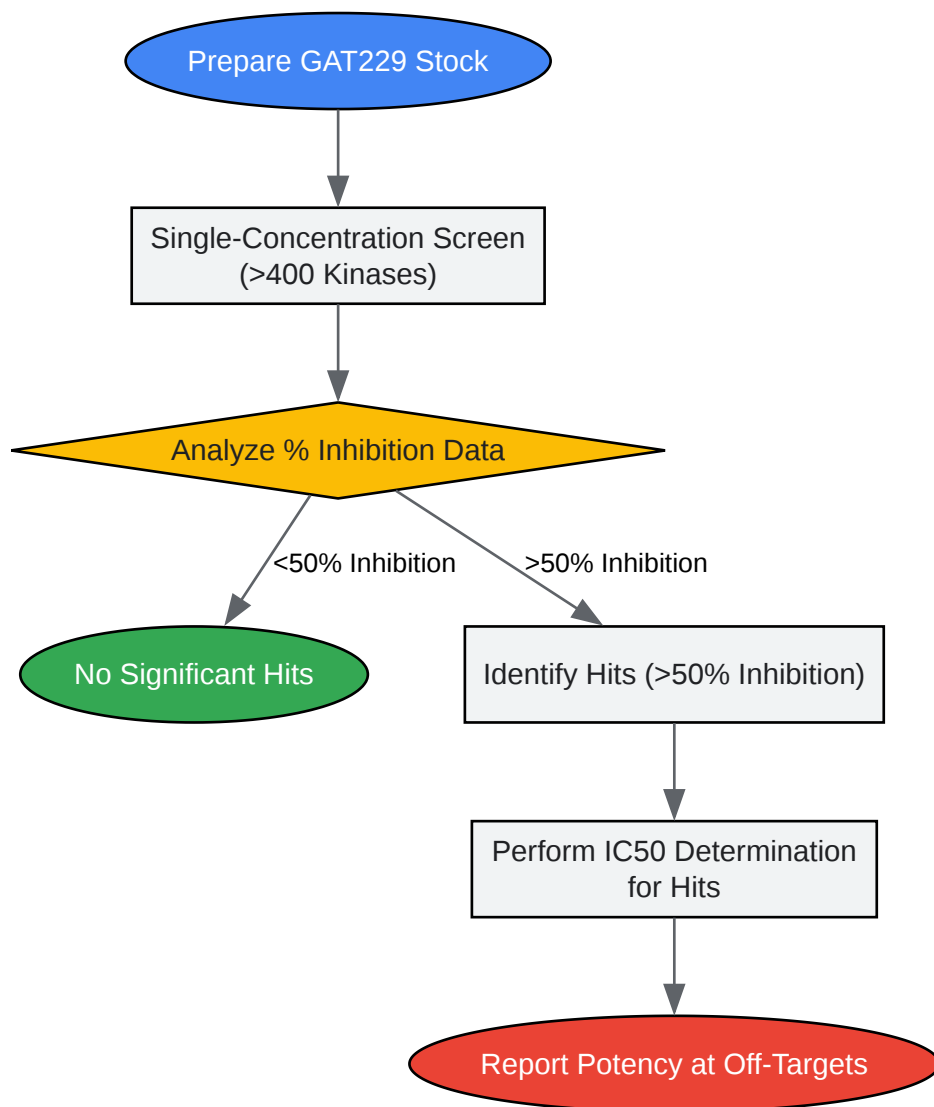 Prepare GAT229 Stock
Single-Concentration Screen
(>400 Kinases)
Analyze % Inhibition Data
<50% Inhibition
>50% Inhibition
No Significant Hits
Identify Hits (>50% Inhibition)
Perform IC50 Determination
for Hits
Report Potency at Off-Targets